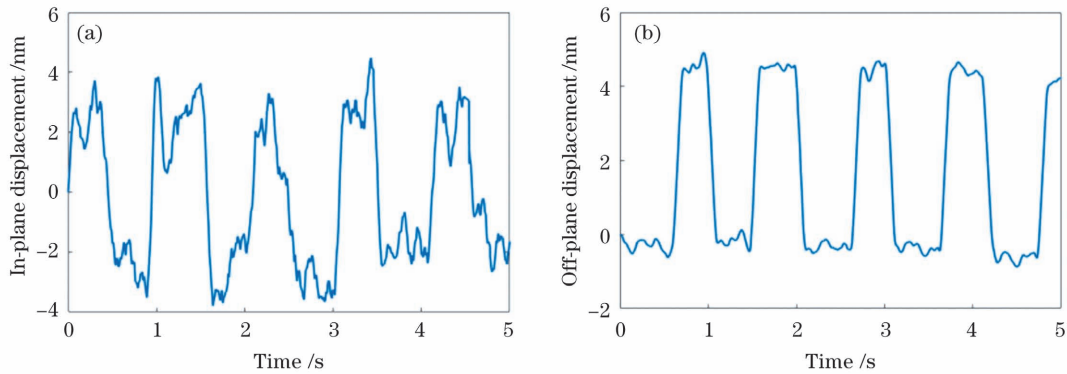 (a)
In-plane displacement /nm
6
4
2
0
−2
−4
0 1 2 3 4 5
Time /s
(b)
Off-plane displacement /nm
6
4
2
0
−2
0 1 2 3 4 5
Time /s